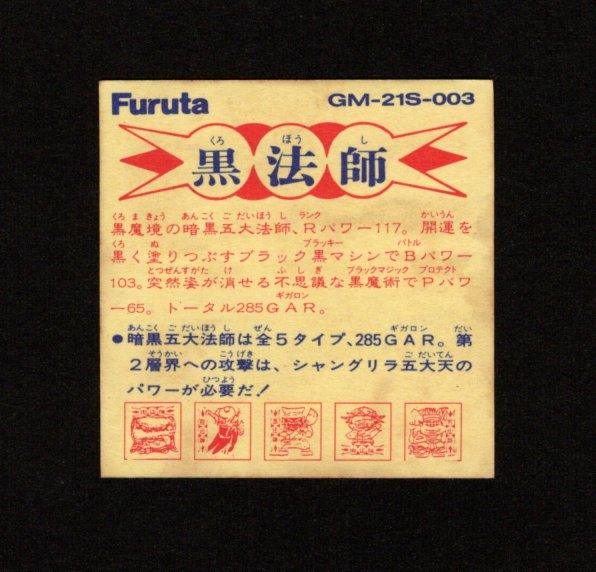 Furuta
GM-21S-003
くろ ほう し
黒法師
くろ ま きょう あんこく ご だいほう し ランク かいうん
黒魔境の暗黒五大法師、Rパワー117。開運を
くろ ぬ ブラッキー バトル
黒く塗りつぶすブラック黒マシンでBパワー
とつぜんすがた け ふ し ぎ ブラックマジック プロテクト
103。突然姿が消せる不思議な黒魔術でPパワ
ギガロン
ー65。トータル285GAR。
あんこく ご だいほう し ぜん ギガロン だい
●暗黒五大法師は全5タイプ、285GAR。第
そうかい こうげき ご だいてん
2層界への攻撃は、シャングリラ五大天の
ひつよう
パワーが必要だ!